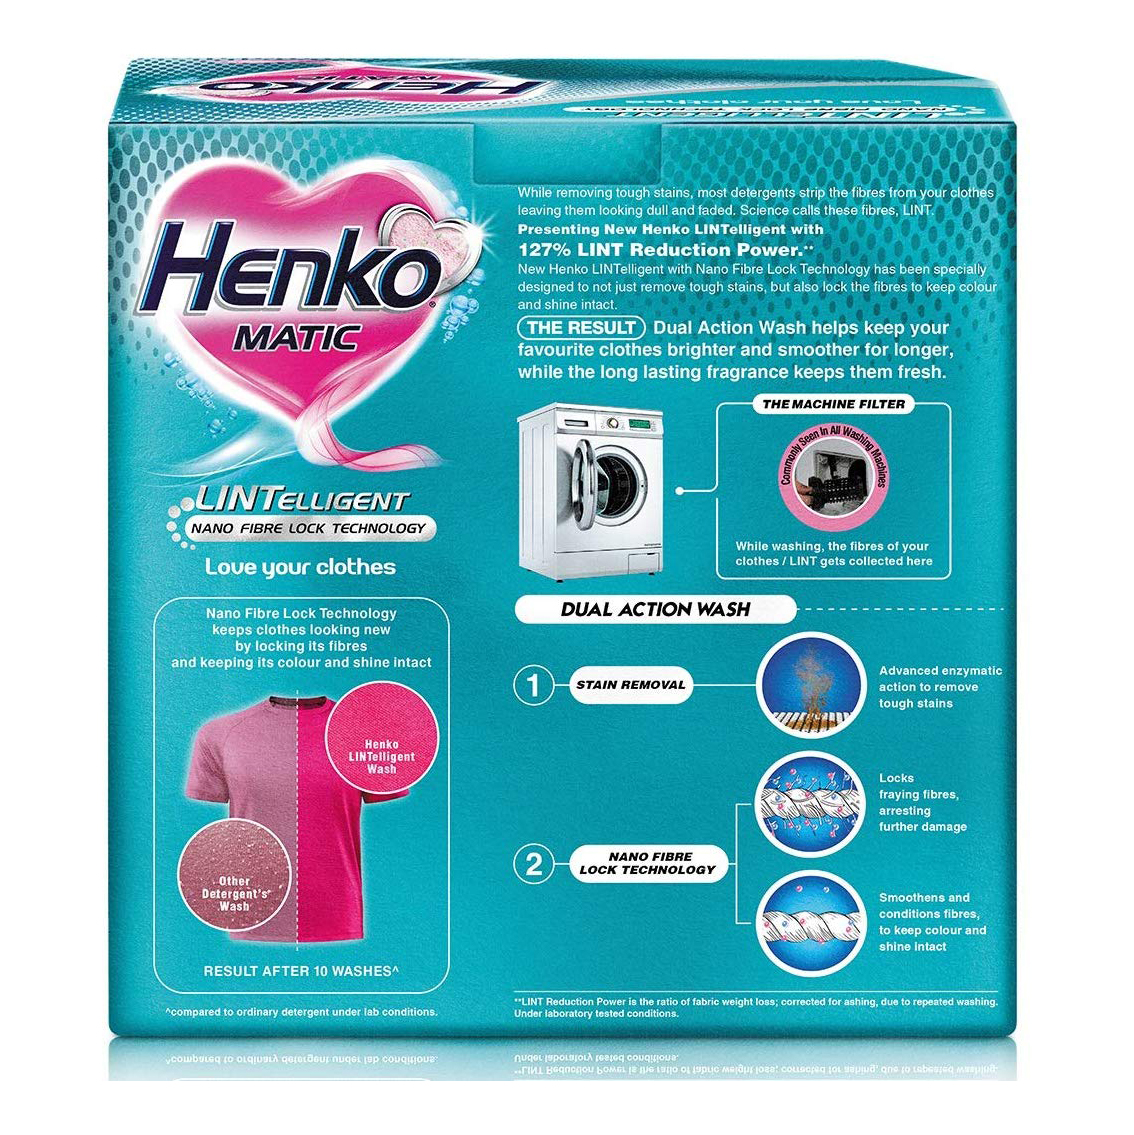 Henko
MATIC
LINTELLIGENT
NANO FIBRE LOCK TECHNOLOGY
Love your clothes
Henko
MATIC
LINTELLIGENT
NANO FIBRE LOCK TECHNOLOGY
Love your clothes
Nano Fibre Lock Technology
keeps clothes looking new
by locking its fibres
and keeping its colour and shine intact
Henko
LINTelligent
Wash
Other
Detergent's^
Wash
RESULT AFTER 10 WASHES^
^compared to ordinary detergent under lab conditions.
While removing tough stains, most detergents strip the fibres from your clothes
leaving them looking dull and faded. Science calls these fibres, LINT.
Presenting New Henko LINTelligent with
127% LINT Reduction Power.**
New Henko LINTelligent with Nano Fibre Lock Technology has been specially
designed to not just remove tough stains, but also lock the fibres to keep colour
and shine intact.
THE RESULT Dual Action Wash helps keep your
favourite clothes brighter and smoother for longer,
while the long lasting fragrance keeps them fresh.
THE MACHINE FILTER
Commonly Seen In All Washing Machines
While washing, the fibres of your
clothes / LINT gets collected here
DUAL ACTION WASH
1 STAIN REMOVAL
Advanced enzymatic
action to remove
tough stains
2 NANO FIBRE
LOCK TECHNOLOGY
Locks
fraying fibres,
arresting
further damage
Smoothens and
conditions fibres,
to keep colour and
shine intact
**LINT Reduction Power is the ratio of fabric weight loss; corrected for ashing, due to repeated washing.
Under laboratory tested conditions.